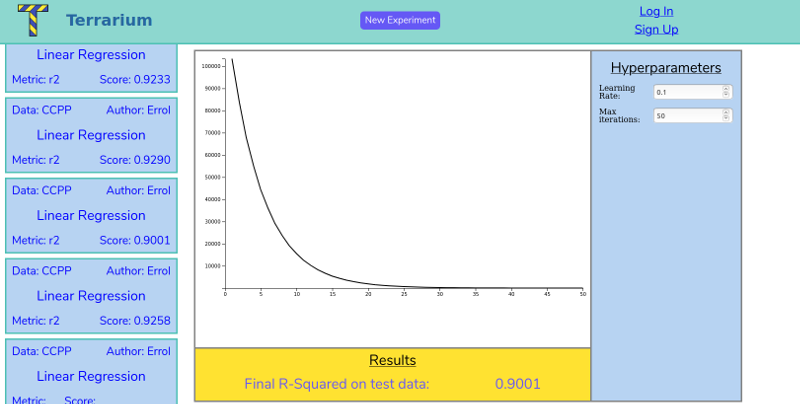 Terrarium
New Experiment
Log In
Sign Up
Linear Regression
Metric: r2 Score: 0.9233
Data: CCPP Author: Errol
Linear Regression
Metric: r2 Score: 0.9290
Data: CCPP Author: Errol
Linear Regression
Metric: r2 Score: 0.9001
Data: CCPP Author: Errol
Linear Regression
Metric: r2 Score: 0.9258
Data: CCPP Author: Errol
Linear Regression
Metric: Score:
100000
90000
80000
70000
60000
50000
40000
30000
20000
10000
0 5 10 15 20 25 30 35 40 45 50
Results
Final R-Squared on test data: 0.9001
Hyperparameters
Learning
Rate: 0.1
Max
iterations: 50